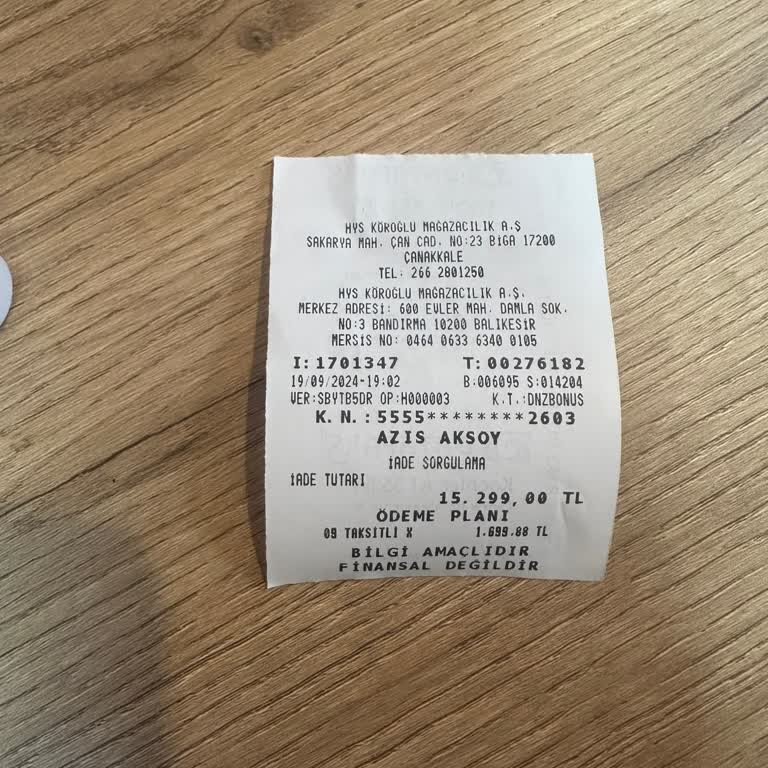 HYS KÖROĞLU MAĞAZACILIK A.Ş
SAKARYA MAH. ÇAN CAD. NO:23 BİGA 17200
ÇANAKKALE
TEL: 266 2801250
HYS KÖROĞLU MAĞAZACILIK A.Ş.
MERKEZ ADRESİ: 600 EVLER MAH. DAMLA SOK.
NO:3 BANDIRMA 10200 BALIKESİR
MERSİS NO: 0464 0633 6340 0105
I:1701347 T:00276182
19/09/2024-19:02 B:006095 S:014204
VER:SBYTB5DR OP:H000003 K.T.:DNZBONUS
K.N.:5555********2603
AZIS AKSOY
İADE SORGULAMA
İADE TUTARI
15.299,00 TL
ÖDEME PLANI
09 TAKSİTLİ X 1.699.88 TL
BİLGİ AMAÇLIDIR
FİNANSAL DEĞİLDİR